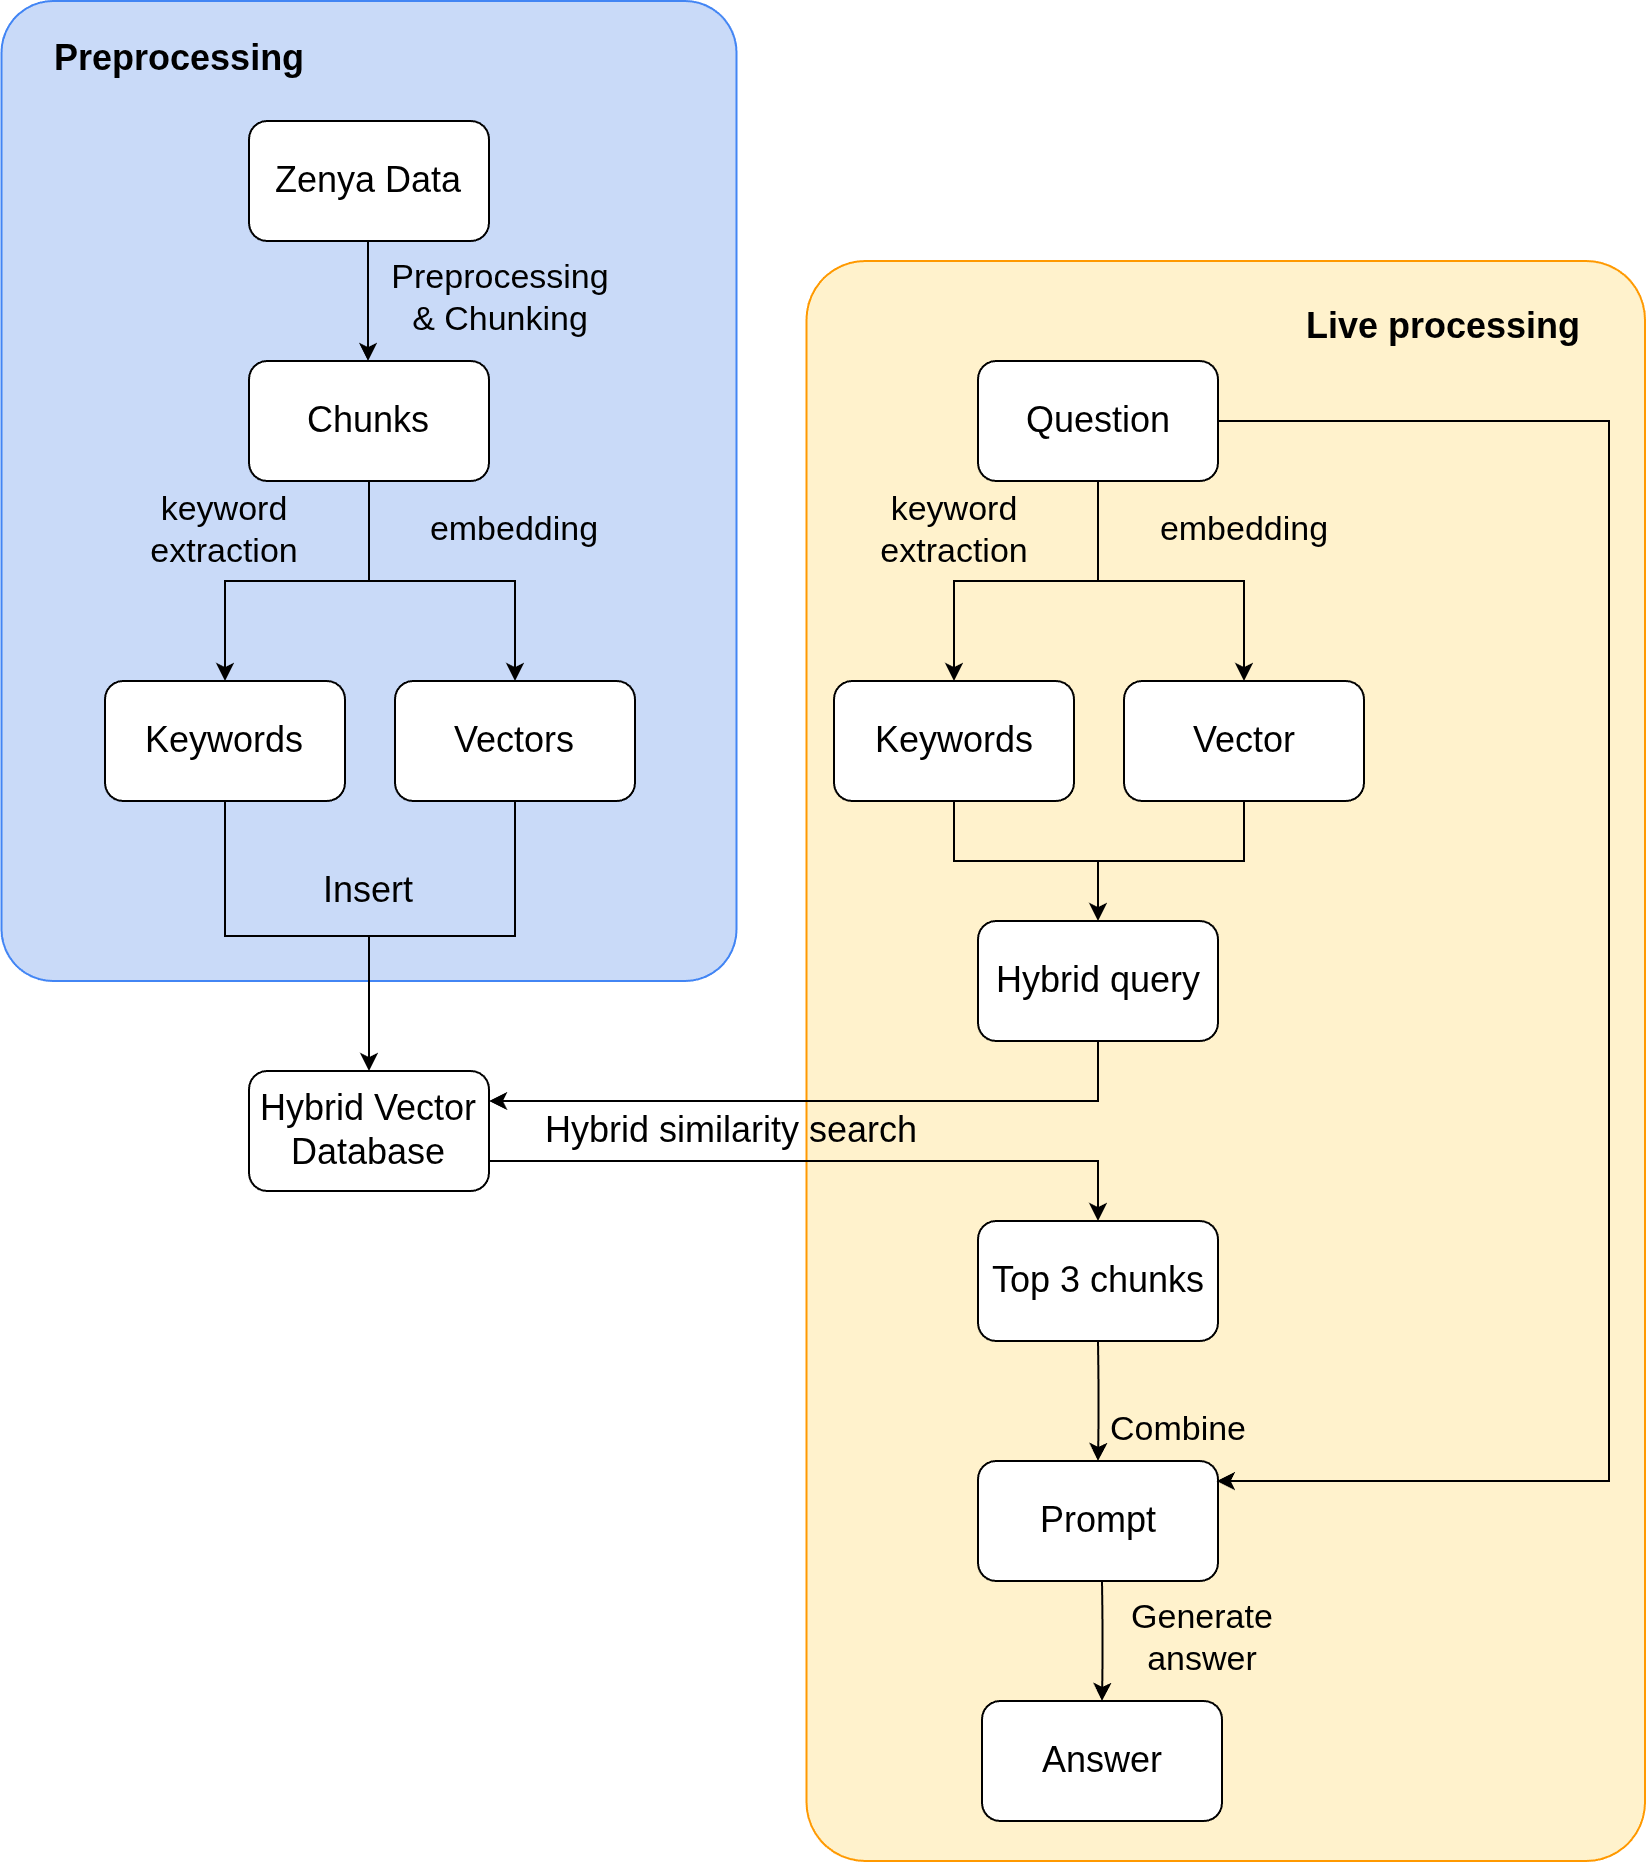 Preprocessing
Zenya Data
Preprocessing
& Chunking
Chunks
keyword
extraction
embedding
Keywords
Vectors
Insert
Hybrid Vector
Database
Hybrid similarity search
Live processing
Question
keyword
extraction
embedding
Keywords
Vector
Hybrid query
Top 3 chunks
Combine
Prompt
Generate
answer
Answer